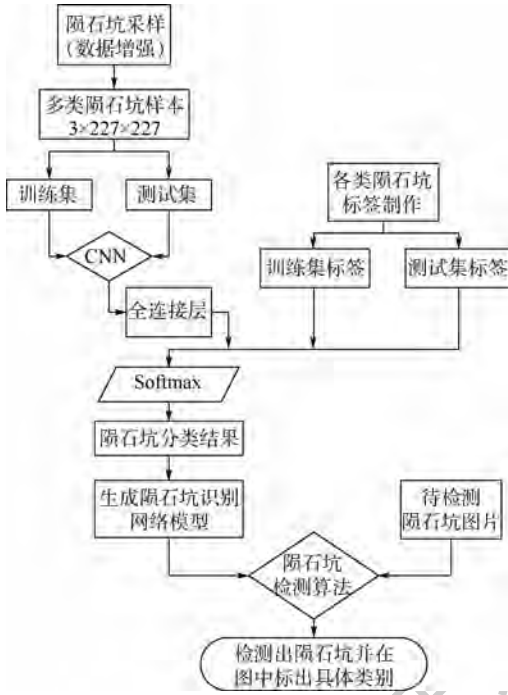 陨石坑采样
(数据增强)
多类陨石坑样本
3×227×227
训练集
测试集
各类陨石坑
标签制作
CNN
训练集标签
测试集标签
全连接层
Softmax
陨石坑分类结果
生成陨石坑识别
网络模型
待检测
陨石坑图片
陨石坑
检测算法
检测出陨石坑并在
图中标出具体类别